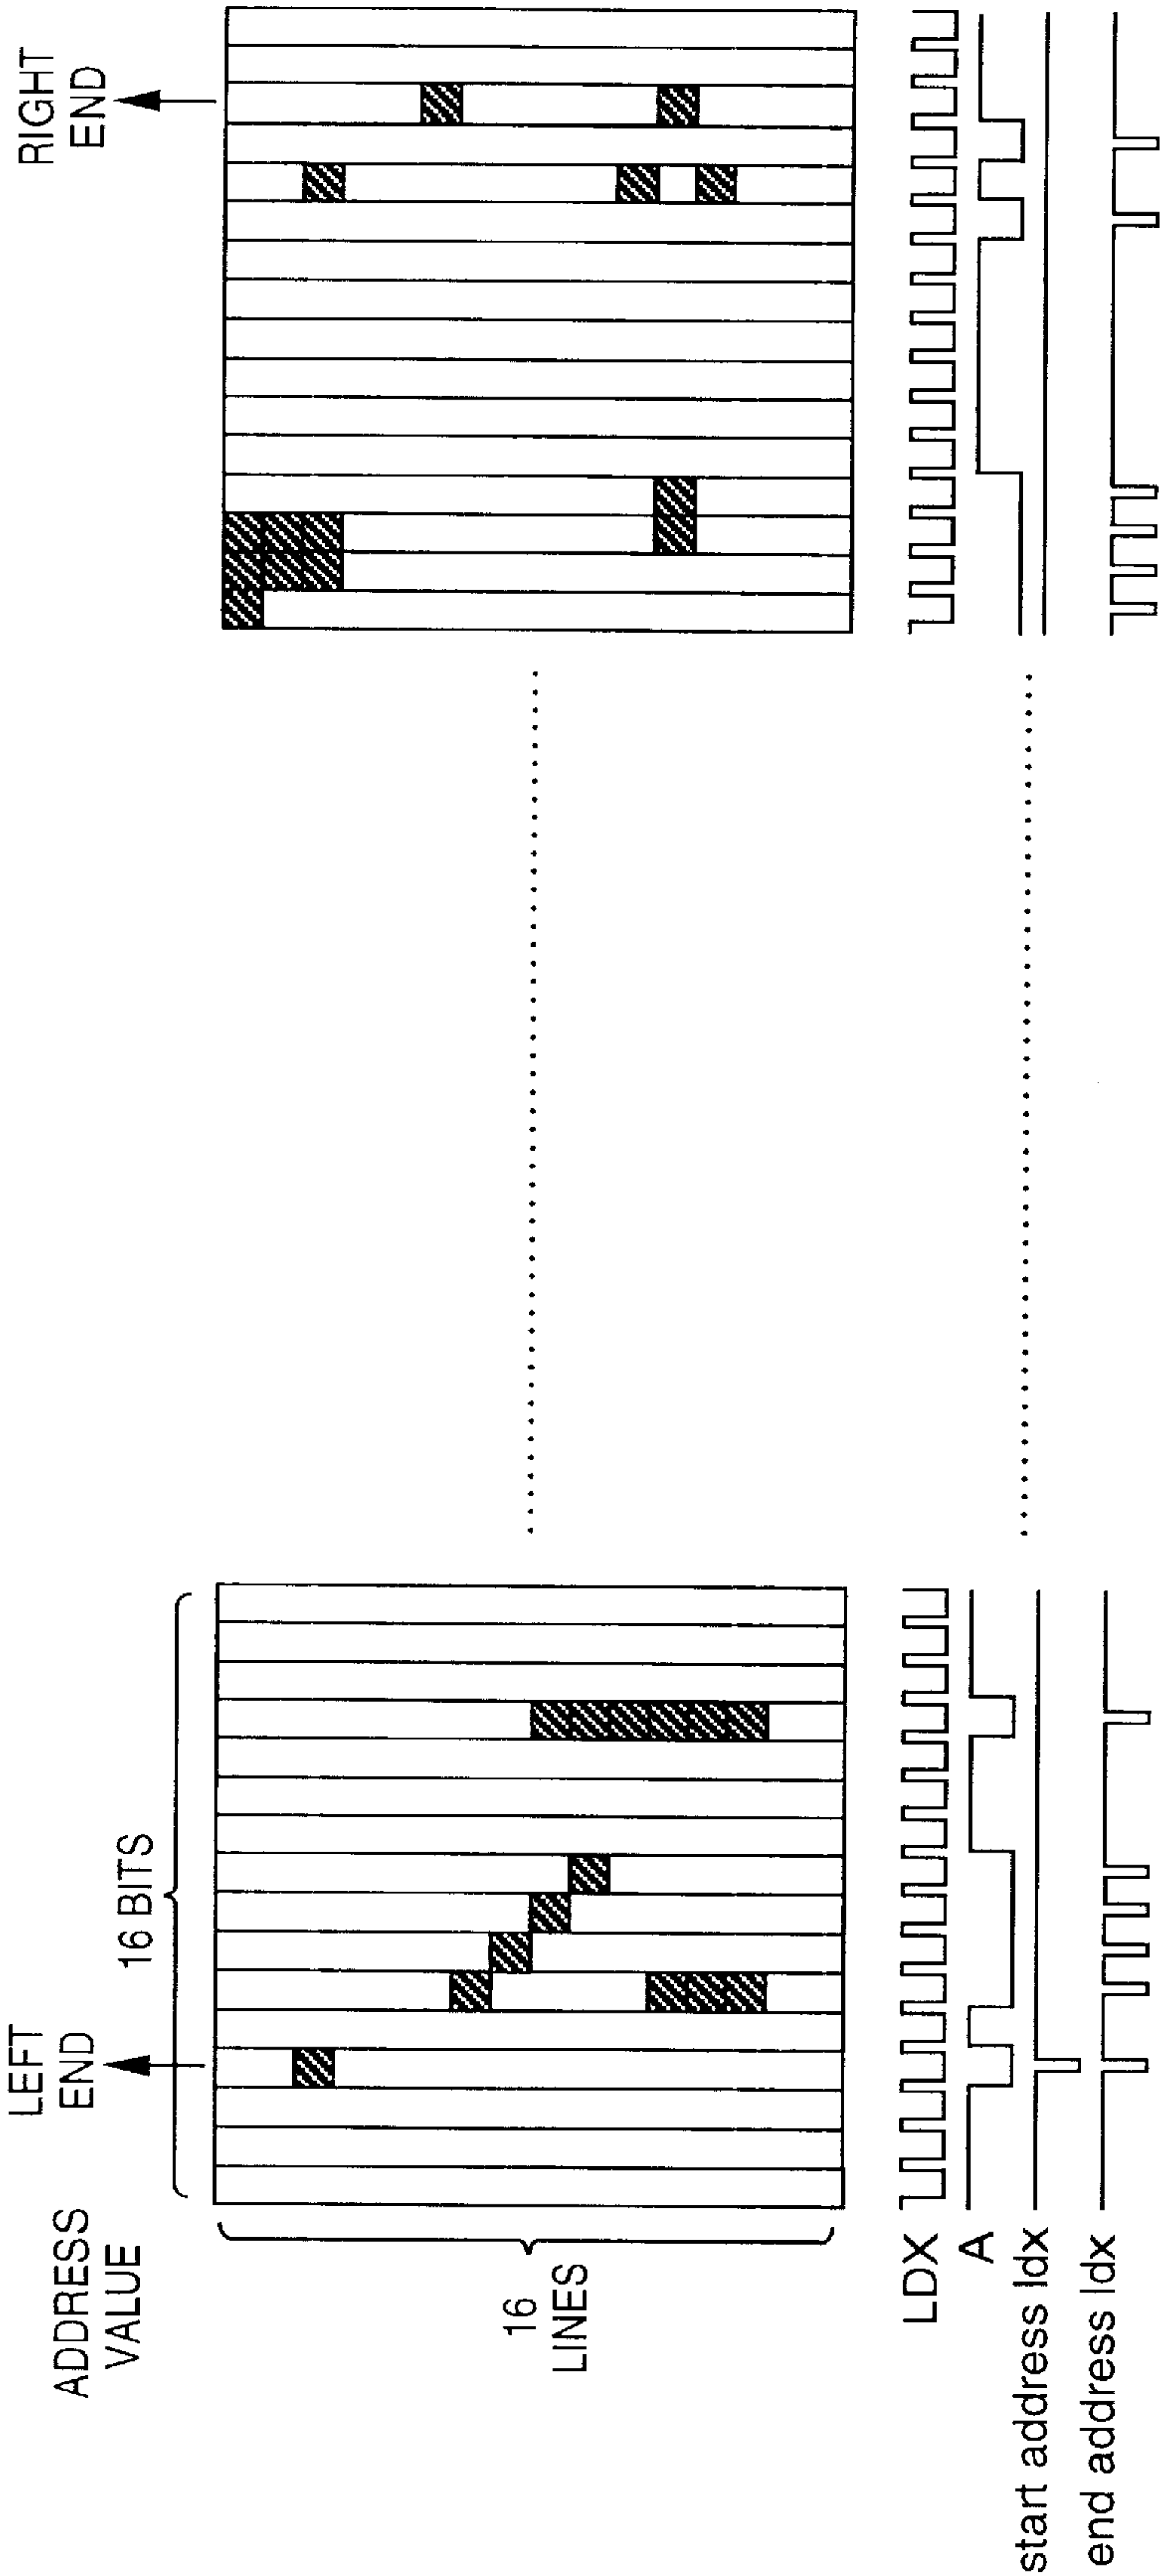 ADDRESS
VALUE
LEFT
END
16 BITS
RIGHT
END
16
LINES
LDX
A
start address ldx
end address ldx